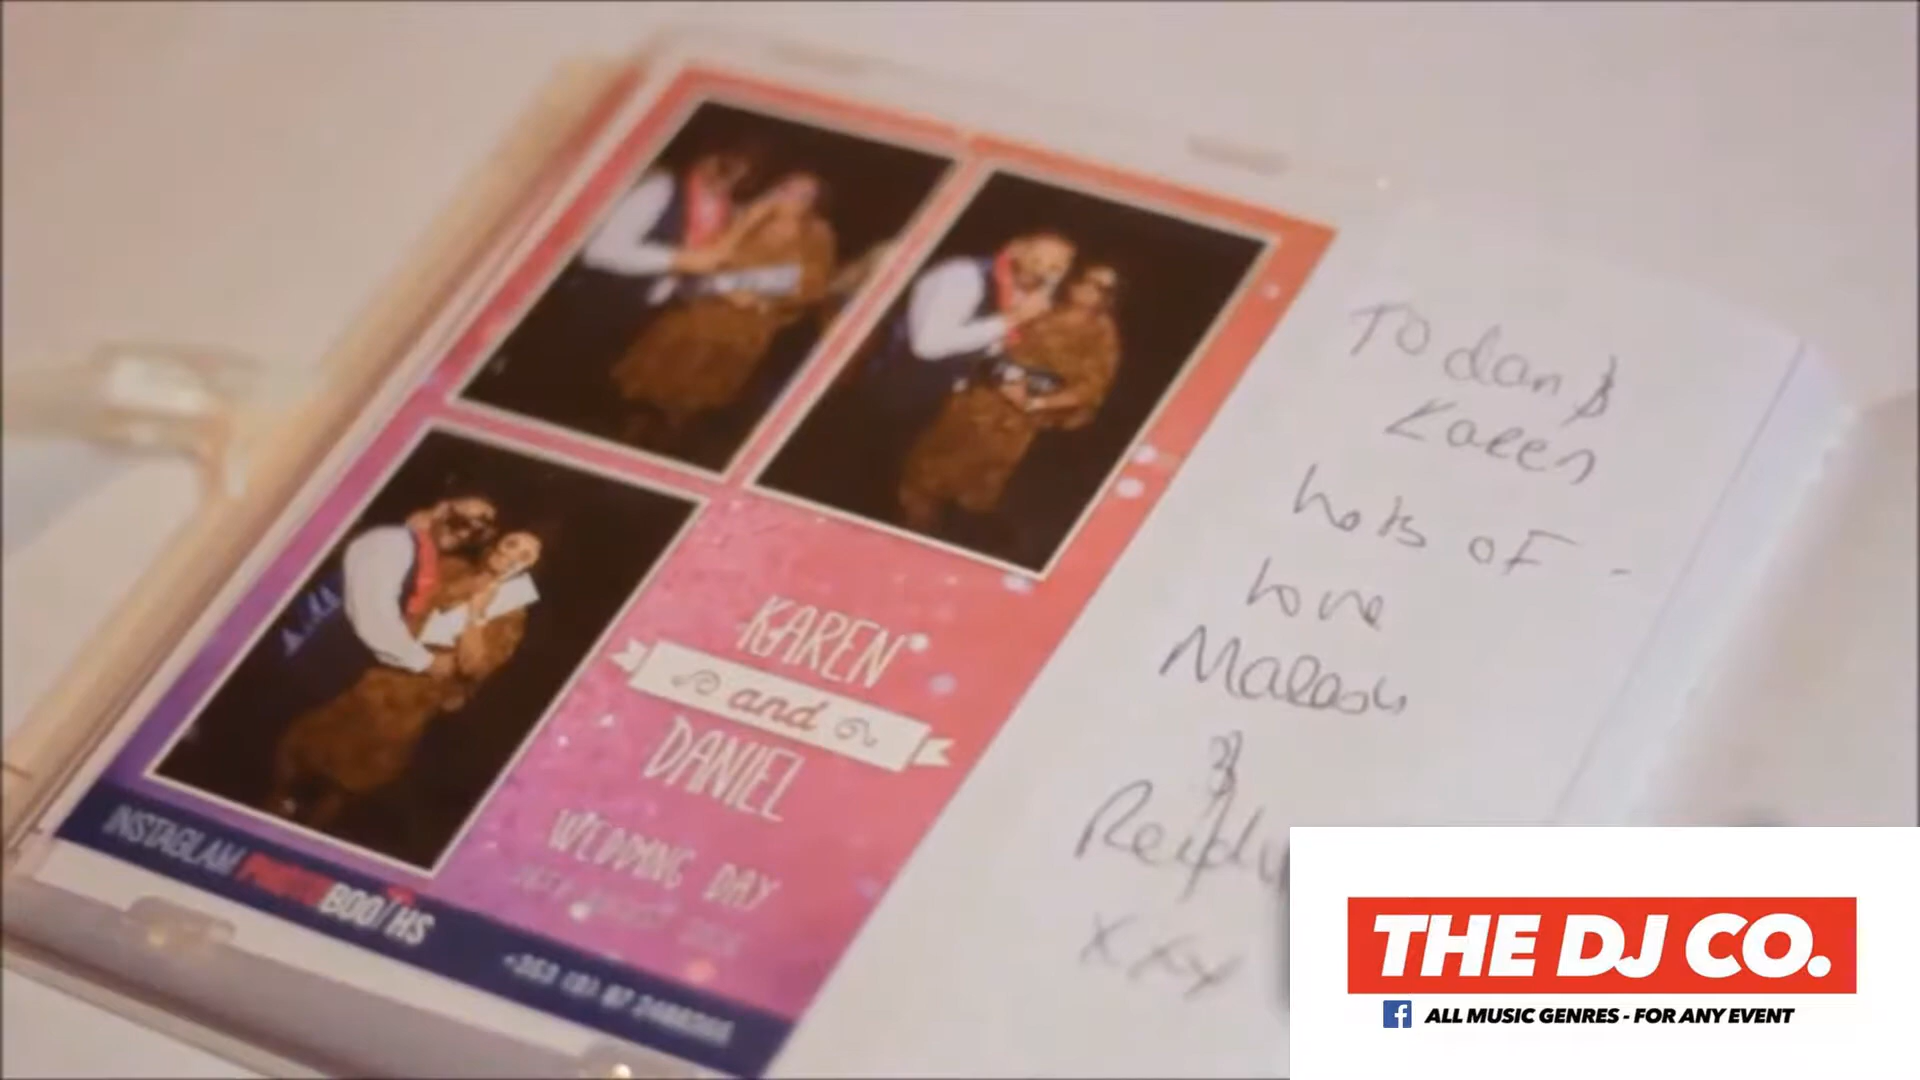 KAREN
and
DANIEL
WEDDING DAY
INSTAGLAM PHOTOBOOTHS
TO dan &
Karen
Lots OF -
Love
&
xxx
THE DJ CO.
ALL MUSIC GENRES - FOR ANY EVENT